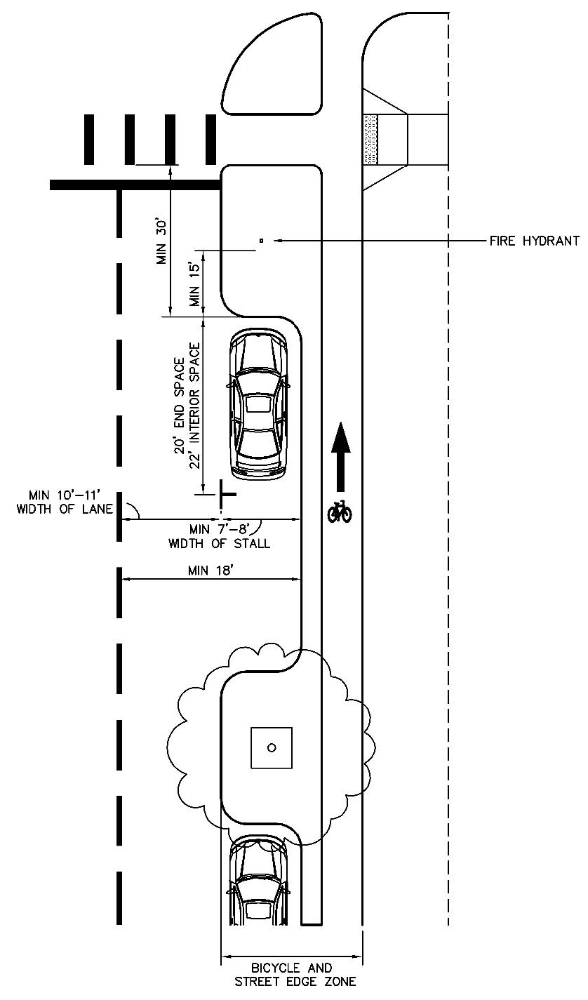 MIN 30'
FIRE HYDRANT
MIN 15'
20' END SPACE
22' INTERIOR SPACE
MIN 10'-11'
WIDTH OF LANE
MIN 7'-8'
WIDTH OF STALL
MIN 18'
BICYCLE AND
STREET EDGE ZONE